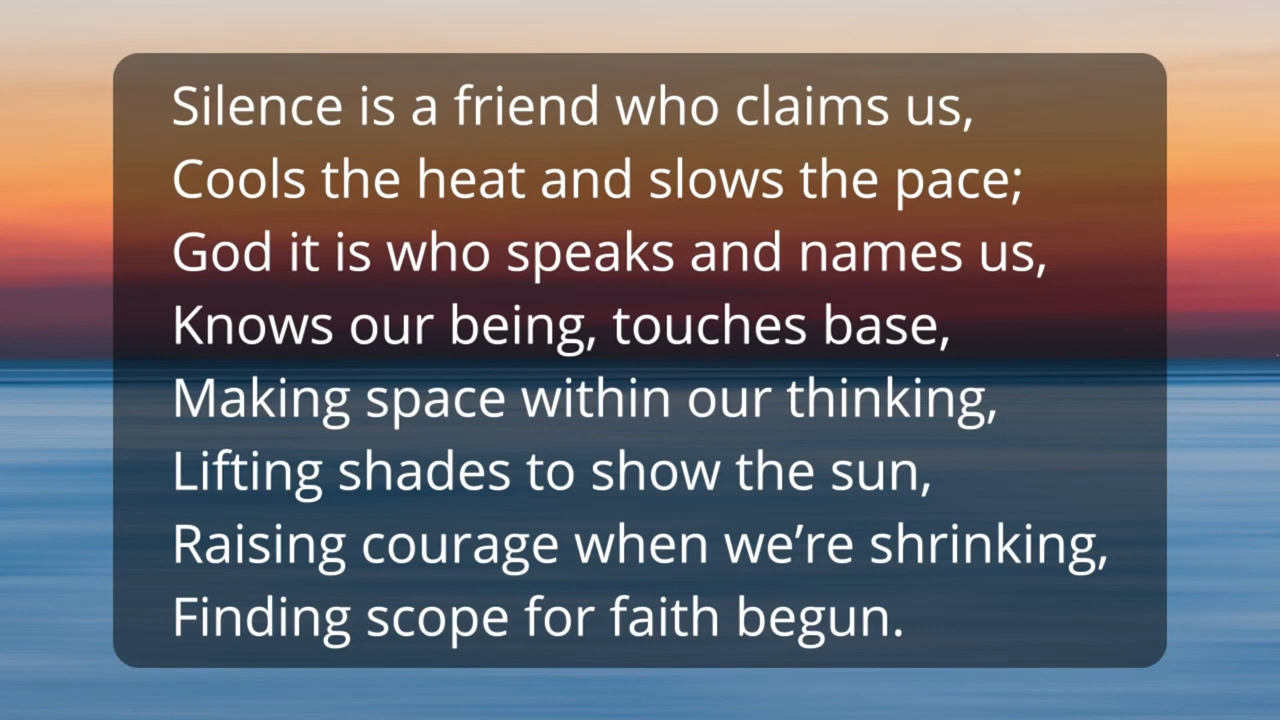 Silence is a friend who claims us,
Cools the heat and slows the pace;
God it is who speaks and names us,
Knows our being, touches base,
Making space within our thinking,
Lifting shades to show the sun,
Raising courage when we’re shrinking,
Finding scope for faith begun.